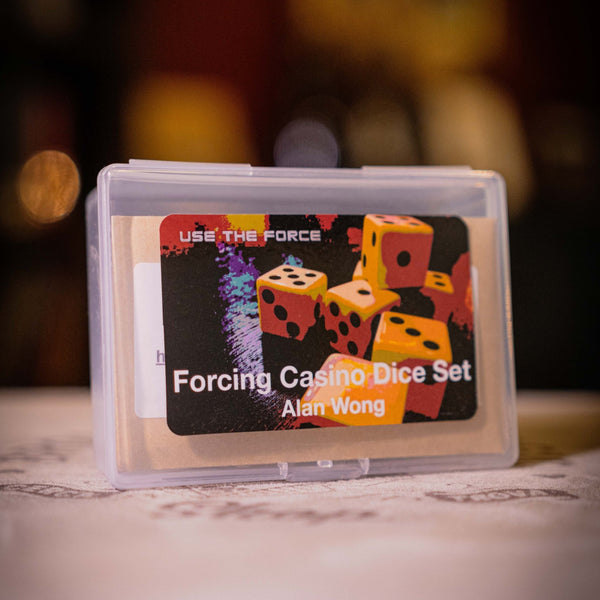 USE THE FORCE
Forcing Casino Dice Set
Alan Wong